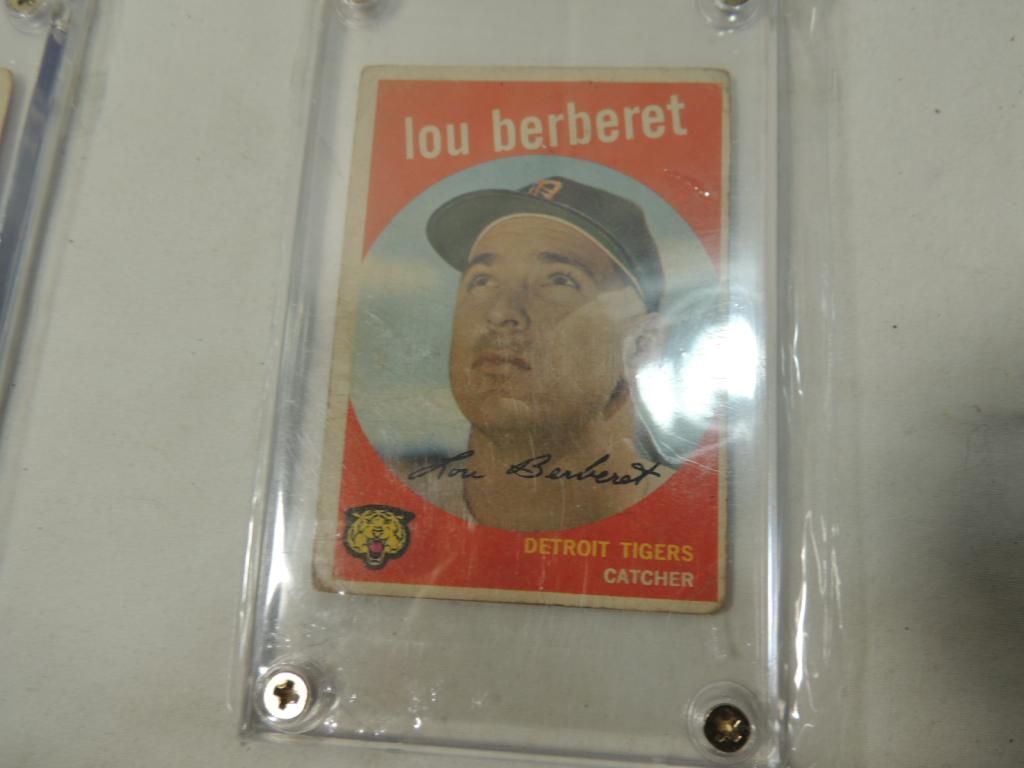 lou berberet
Lou Berberet
DETROIT TIGERS
CATCHER